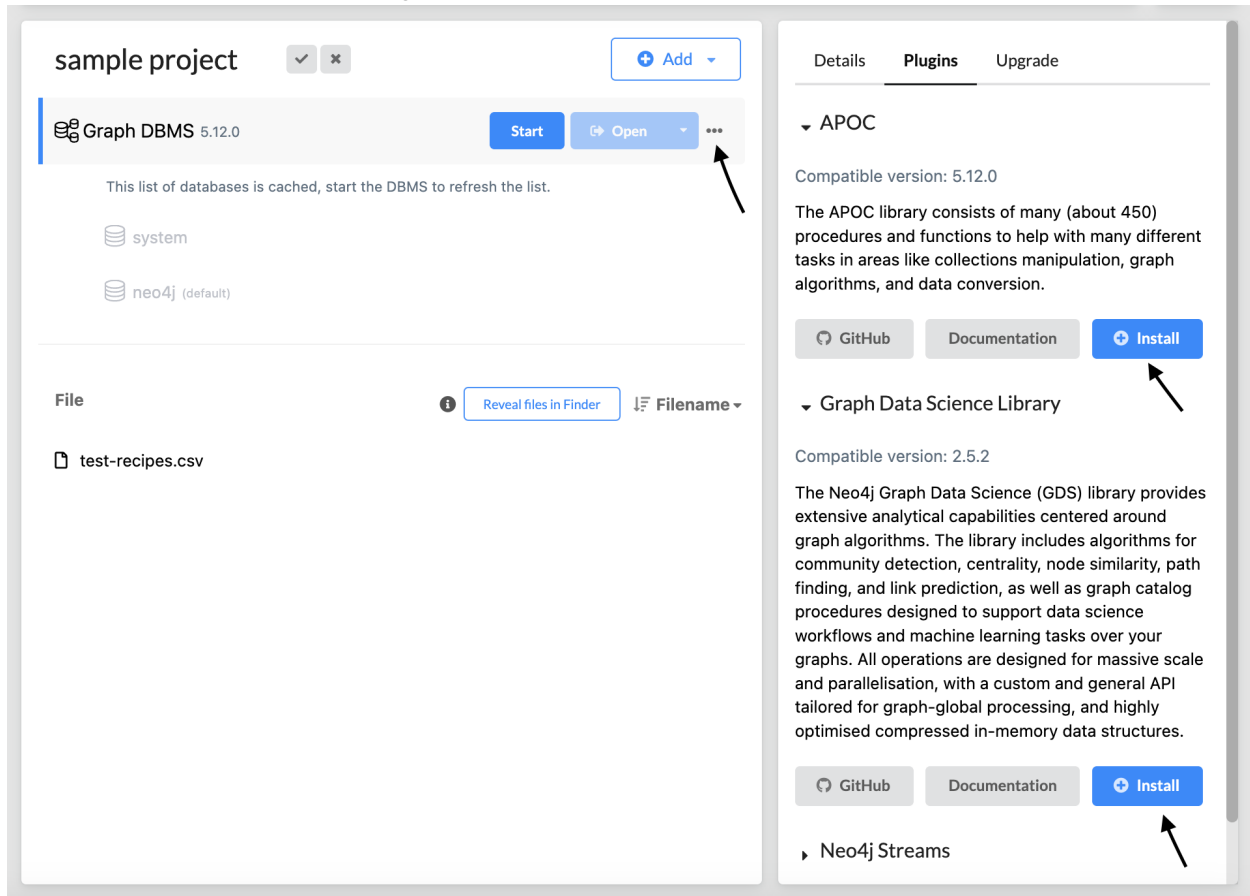 sample project
Add
Graph DBMS 5.12.0
Start
Open
This list of databases is cached, start the DBMS to refresh the list.
system
neo4j (default)
File
Reveal files in Finder
Filename
test-recipes.csv
Details
Plugins
Upgrade
APOC
Compatible version: 5.12.0
The APOC library consists of many (about 450)
procedures and functions to help with many different
tasks in areas like collections manipulation, graph
algorithms, and data conversion.
GitHub
Documentation
Install
Graph Data Science Library
Compatible version: 2.5.2
The Neo4j Graph Data Science (GDS) library provides
extensive analytical capabilities centered around
graph algorithms. The library includes algorithms for
community detection, centrality, node similarity, path
finding, and link prediction, as well as graph catalog
procedures designed to support data science
workflows and machine learning tasks over your
graphs. All operations are designed for massive scale
and parallelisation, with a custom and general API
tailored for graph-global processing, and highly
optimised compressed in-memory data structures.
GitHub
Documentation
Install
Neo4j Streams